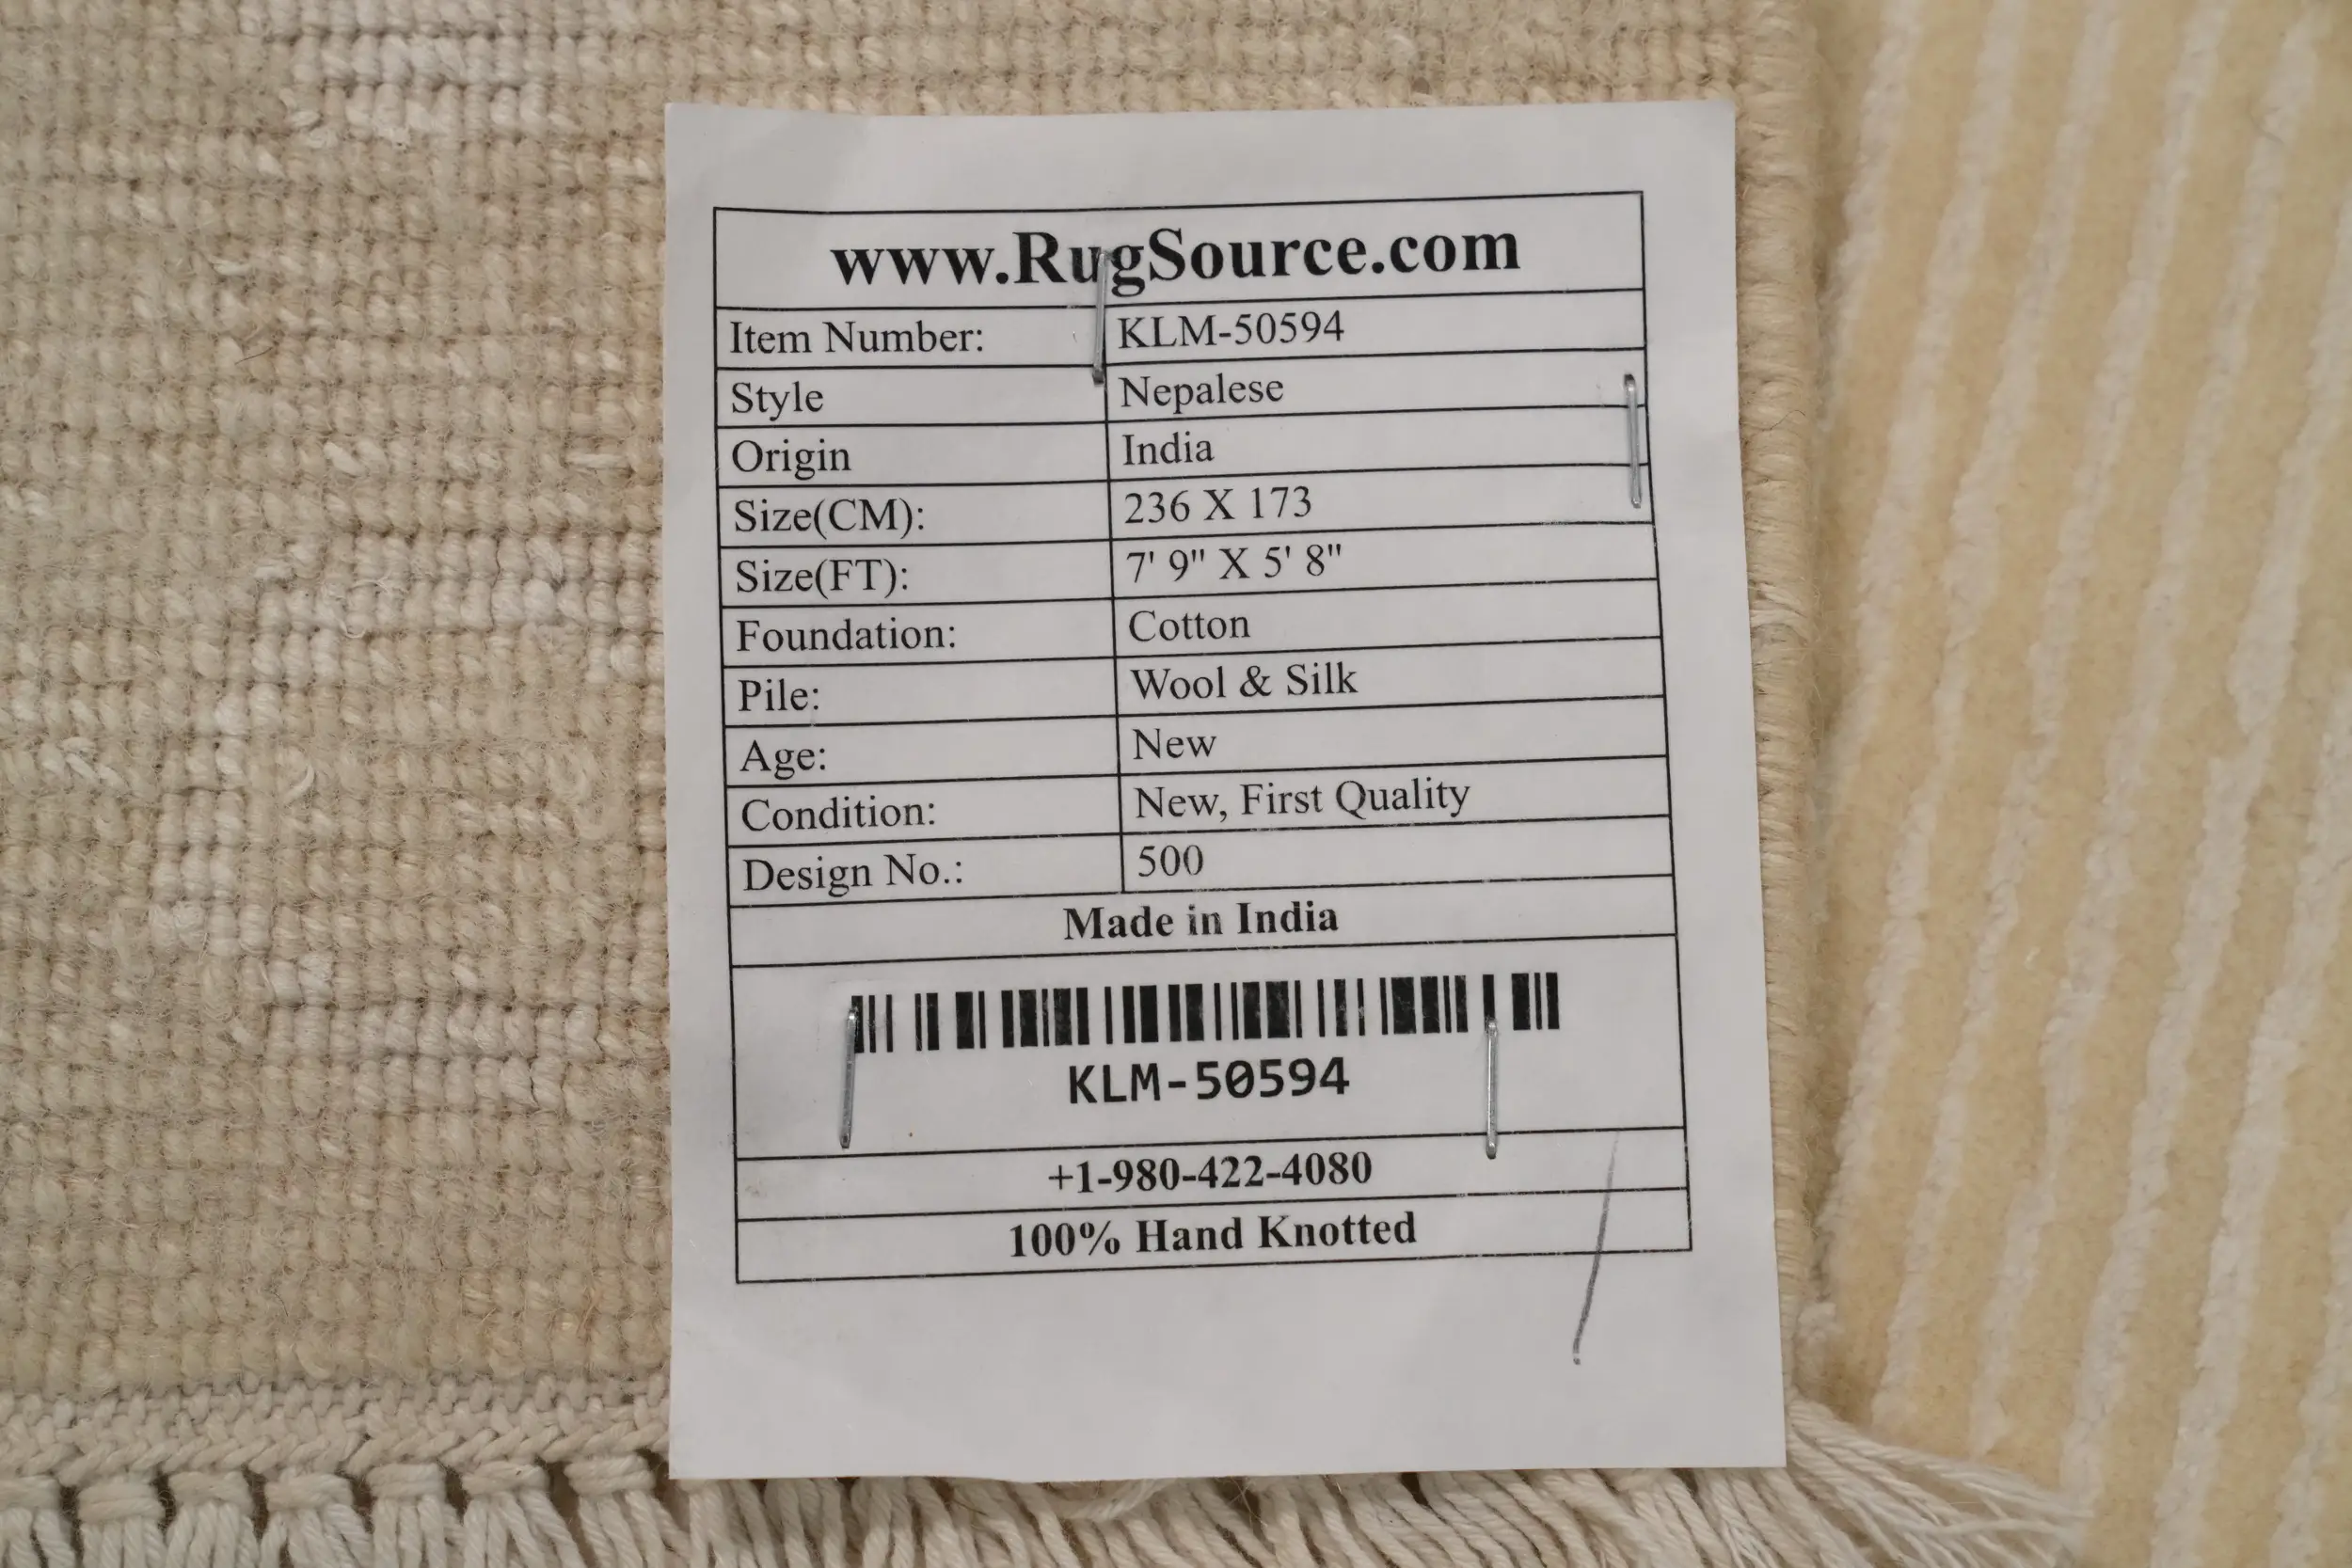 www.RugSource.com
Item Number: KLM-50594
Style Nepalese
Origin India
Size(CM): 236 X 173
Size(FT): 7' 9" X 5' 8"
Foundation: Cotton
Pile: Wool & Silk
Age: New
Condition: New, First Quality
Design No.: 500
Made in India
KLM-50594
+1-980-422-4080
100% Hand Knotted